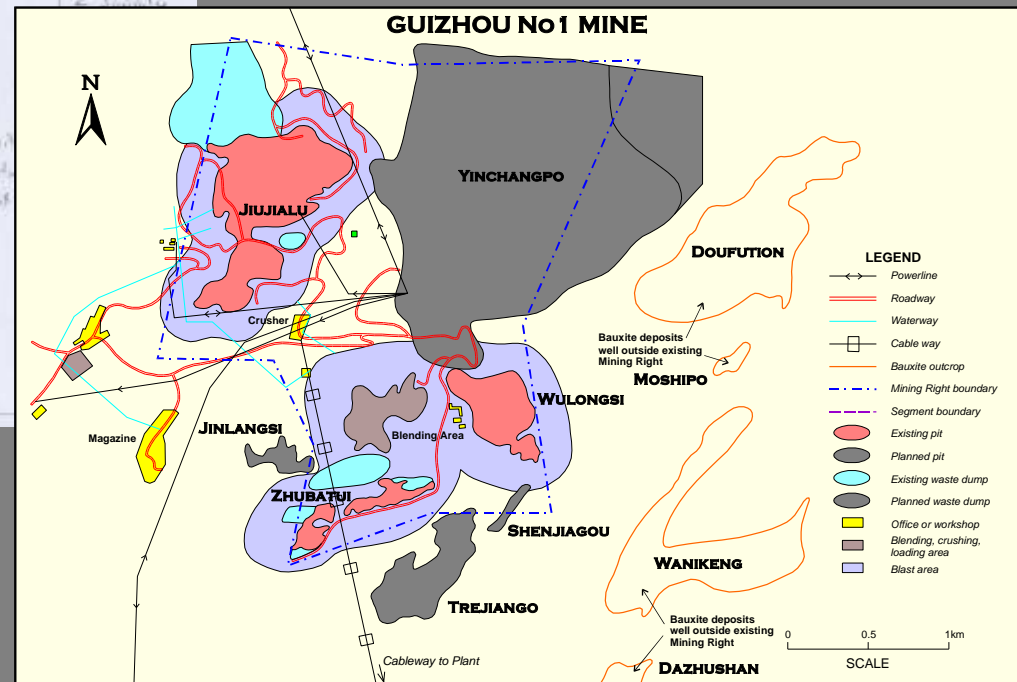 GUIZHOU No1 MINE
N
YINCHANGPO
JIUJIALU
DOUFUTION
Crusher
Bauxite deposits
well outside existing
Mining Right
MOSHIPO
WULONGSI
JINLANGSI
Magazine
Blending Area
ZHUBATUI
SHENJIAGOU
WANIKENG
TREJIANGO
Bauxite deposits
well outside existing
Mining Right
DAZHUSHAN
Cableway to Plant
LEGEND
Powerline
Roadway
Waterway
Cable way
Bauxite outcrop
Mining Right boundary
Segment boundary
Existing pit
Planned pit
Existing waste dump
Planned waste dump
Office or workshop
Blending, crushing,
loading area
Blast area
0 0.5 1km
SCALE